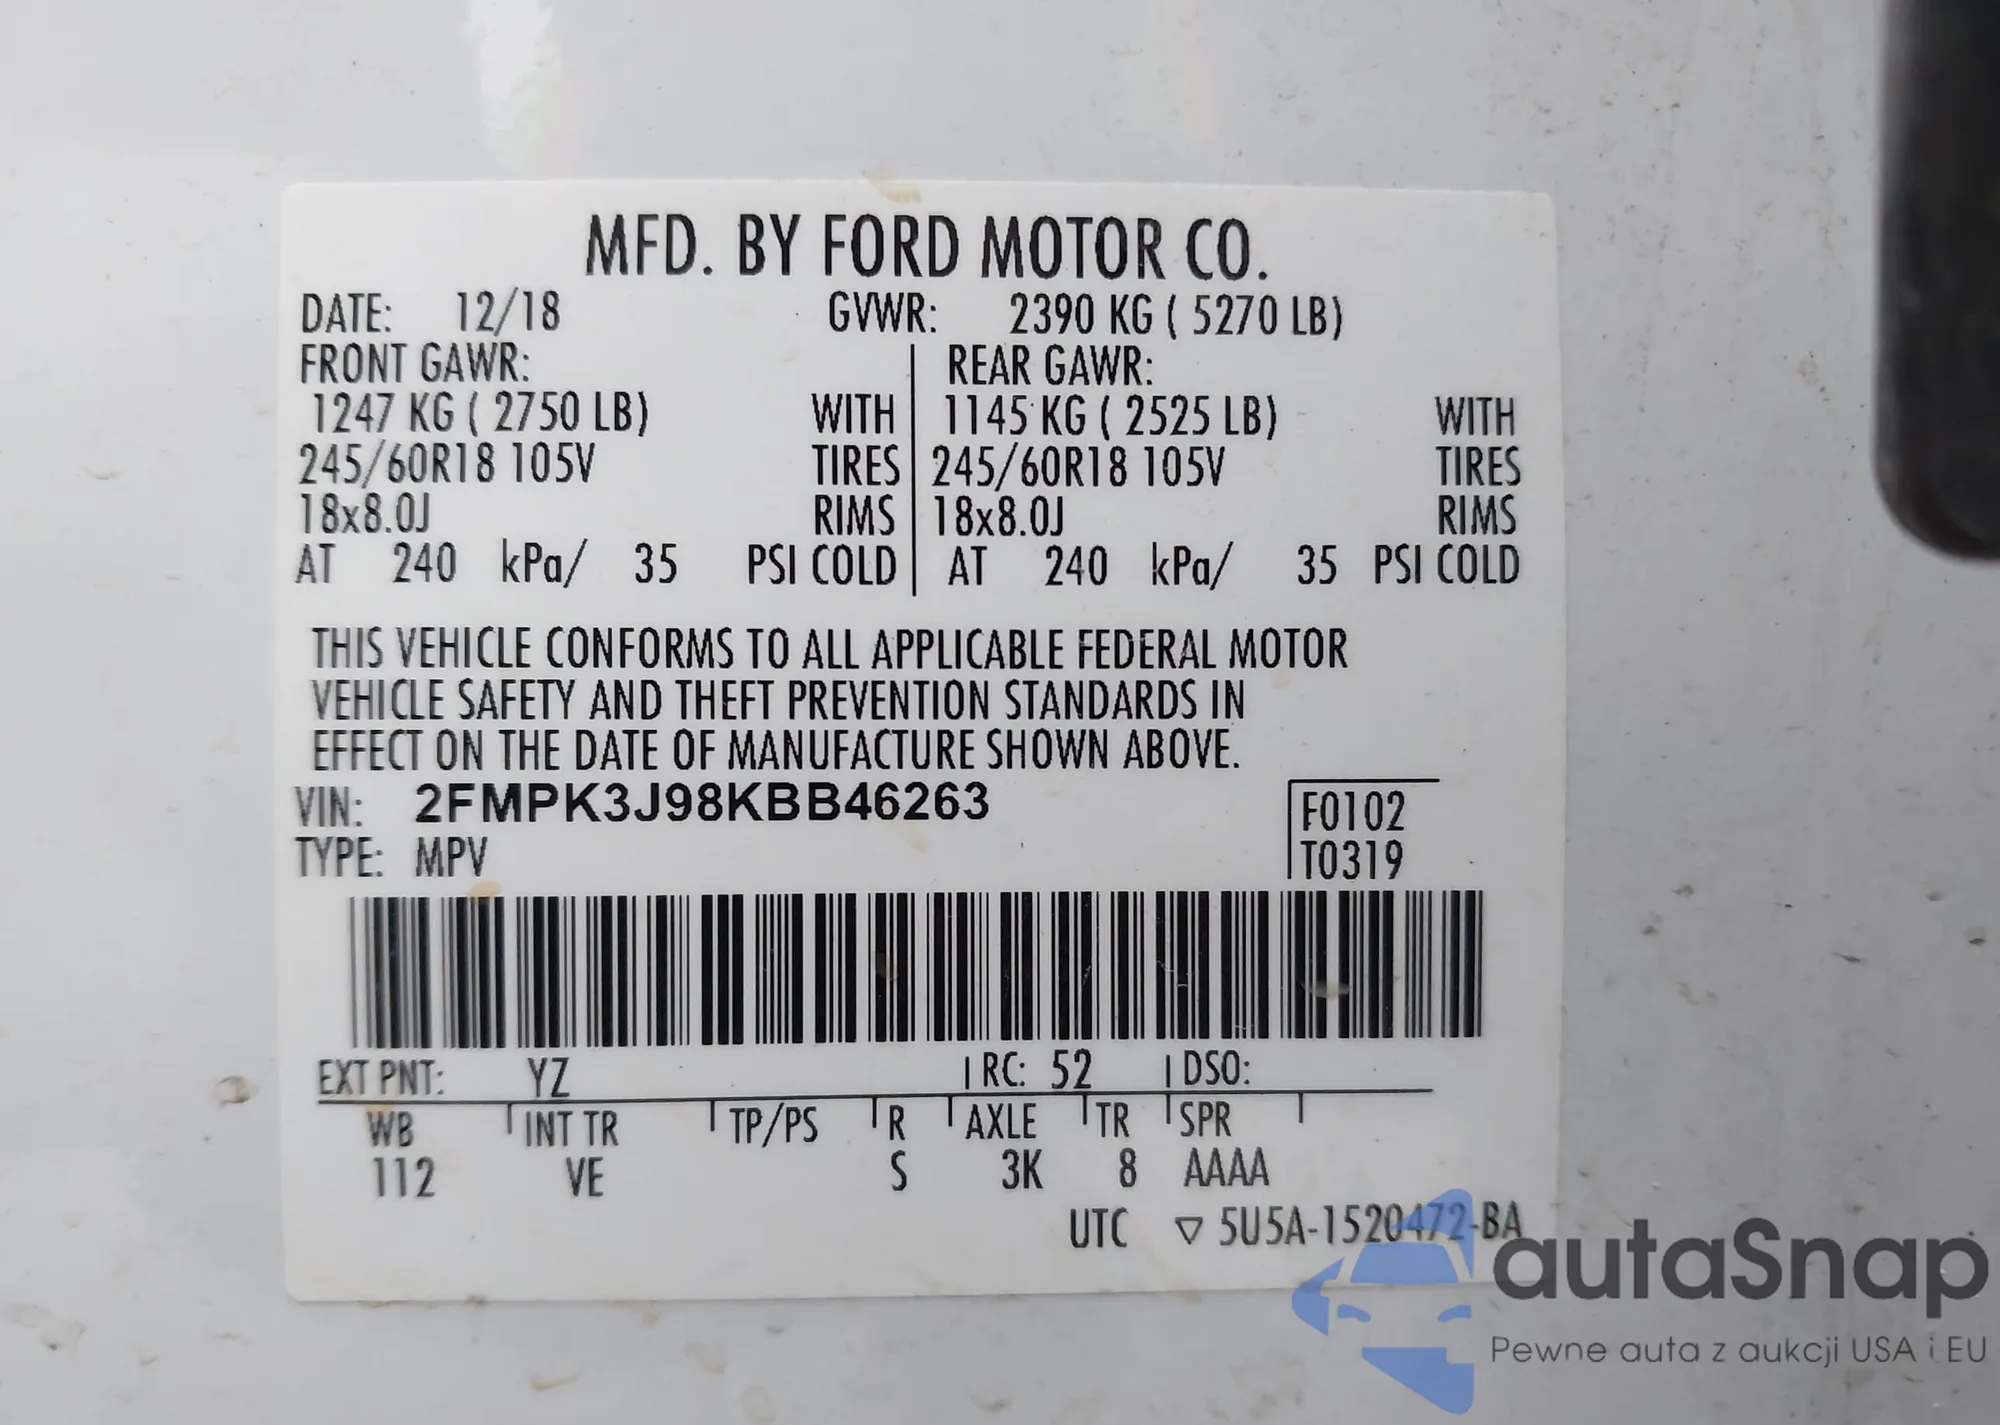 MFD. BY FORD MOTOR CO.
DATE: 12/18 GVWR: 2390 KG ( 5270 LB)
FRONT GAWR: REAR GAWR:
1247 KG ( 2750 LB) WITH 1145 KG ( 2525 LB) WITH
245/60R18 105V TIRES 245/60R18 105V TIRES
18x8.0J RIMS 18x8.0J RIMS
AT 240 kPa/ 35 PSI COLD AT 240 kPa/ 35 PSI COLD
THIS VEHICLE CONFORMS TO ALL APPLICABLE FEDERAL MOTOR
VEHICLE SAFETY AND THEFT PREVENTION STANDARDS IN
EFFECT ON THE DATE OF MANUFACTURE SHOWN ABOVE.
VIN: 2FMPK3J98KBB46263 F0102
TYPE: MPV T0319
EXT PNT: YZ RC: 52 DSO:
WB INT TR TP/PS R AXLE TR SPR
112 VE S 3K 8 AAAA
UTC ▽ 5U5A-1520472-BA
autaSnap
Pewne auta z aukcji USA i EU